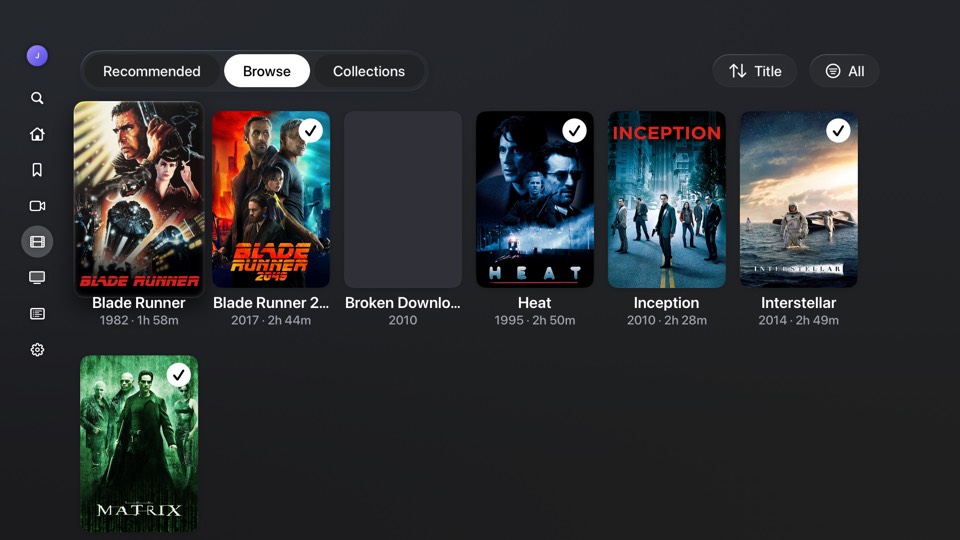 J
Recommended
Browse
Collections
Title
All
BLADE RUNNER
BLADE
RUNNER
2049
HEAT
INCEPTION
INTERSTELLAR
Blade Runner
Blade Runner 2...
Broken Downlo...
Heat
Inception
Interstellar
1982 · 1h 58m
2017 · 2h 44m
2010
1995 · 2h 50m
2010 · 2h 28m
2014 · 2h 49m
MATRIX